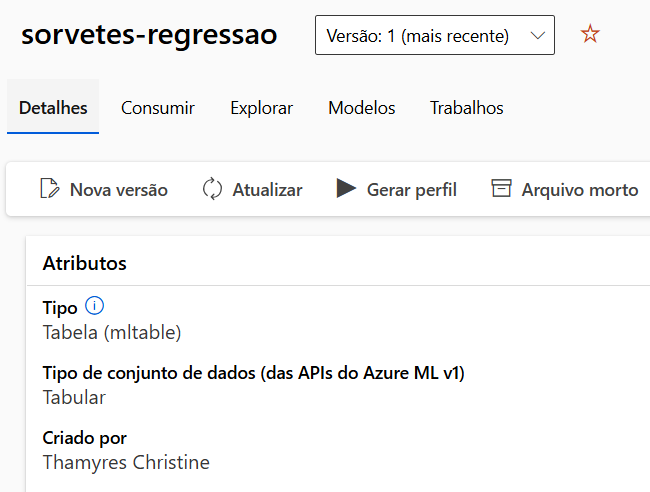 sorvetes-regressao Versão: 1 (mais recente)
Detalhes Consumir Explorar Modelos Trabalhos
Nova versão Atualizar Gerar perfil Arquivo morto
Atributos
Tipo
Tabela (mltable)
Tipo de conjunto de dados (das APIs do Azure ML v1)
Tabular
Criado por
Thamyres Christine